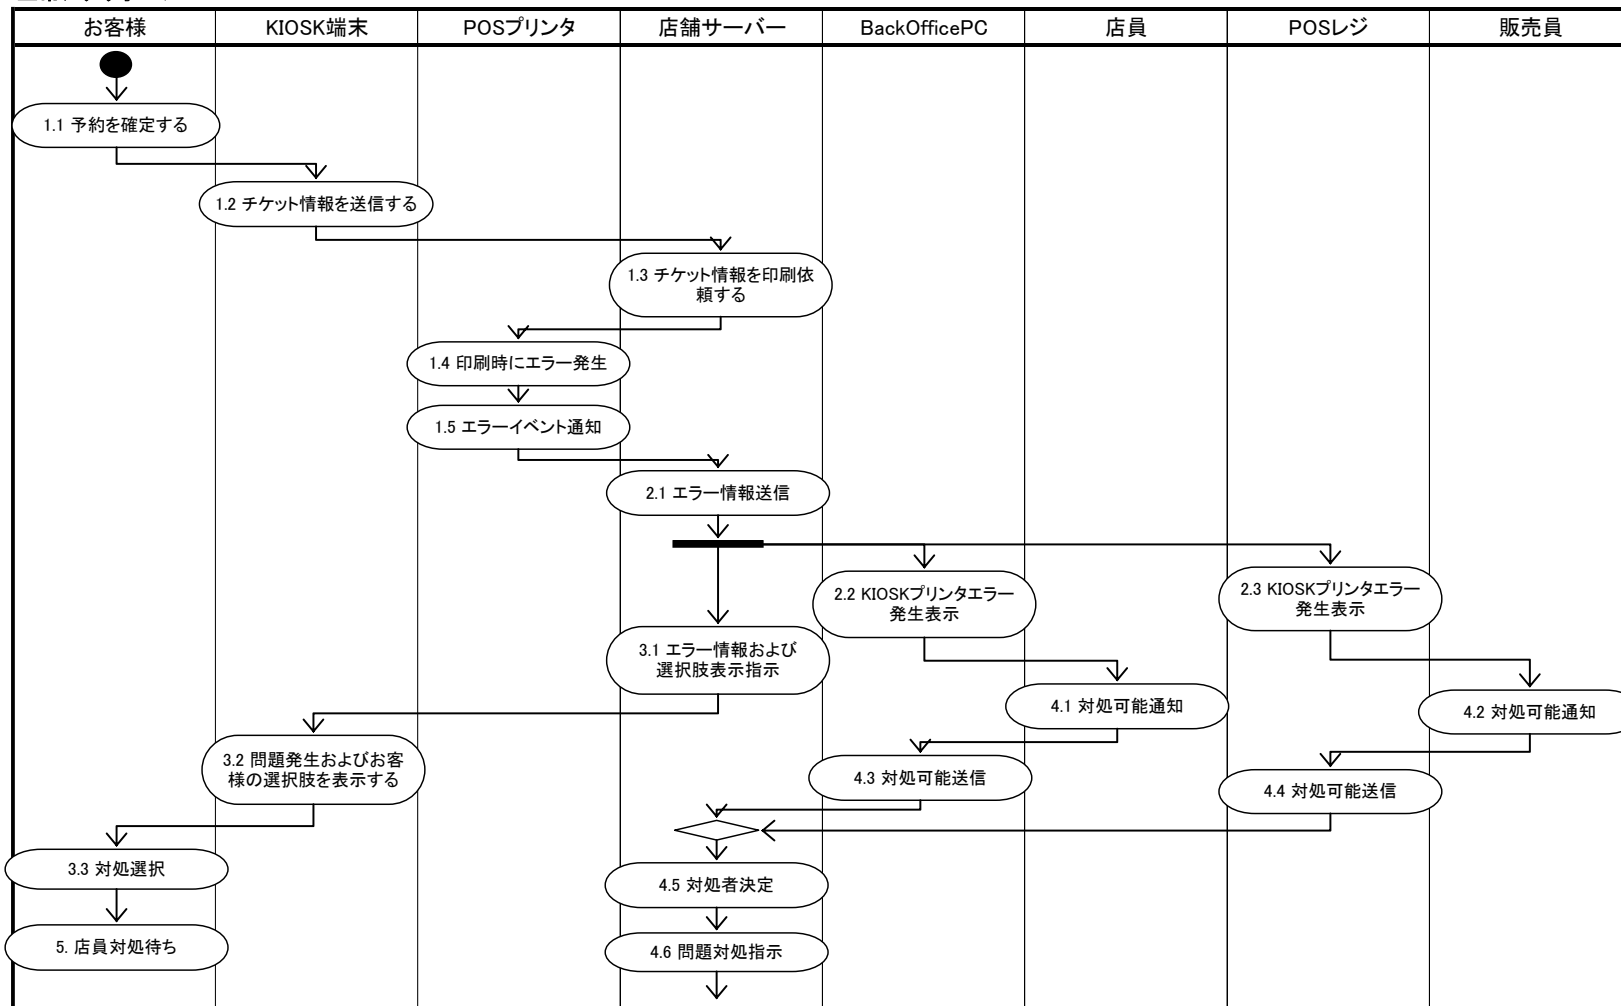 お客様
KIOSK端末
POSプリンタ
店舗サーバー
BackOfficePC
店員
POSレジ
販売員
1.1 予約を確定する
1.2 チケット情報を送信する
1.3 チケット情報を印刷依
頼する
1.4 印刷時にエラー発生
1.5 エラーイベント通知
2.1 エラー情報送信
2.2 KIOSKプリンタエラー
発生表示
2.3 KIOSKプリンタエラー
発生表示
3.1 エラー情報および
選択肢表示指示
4.1 対処可能通知
4.2 対処可能通知
3.2 問題発生およびお客
様の選択肢を表示する
4.3 対処可能送信
4.4 対処可能送信
3.3 対処選択
4.5 対処者決定
5. 店員対処待ち
4.6 問題対処指示